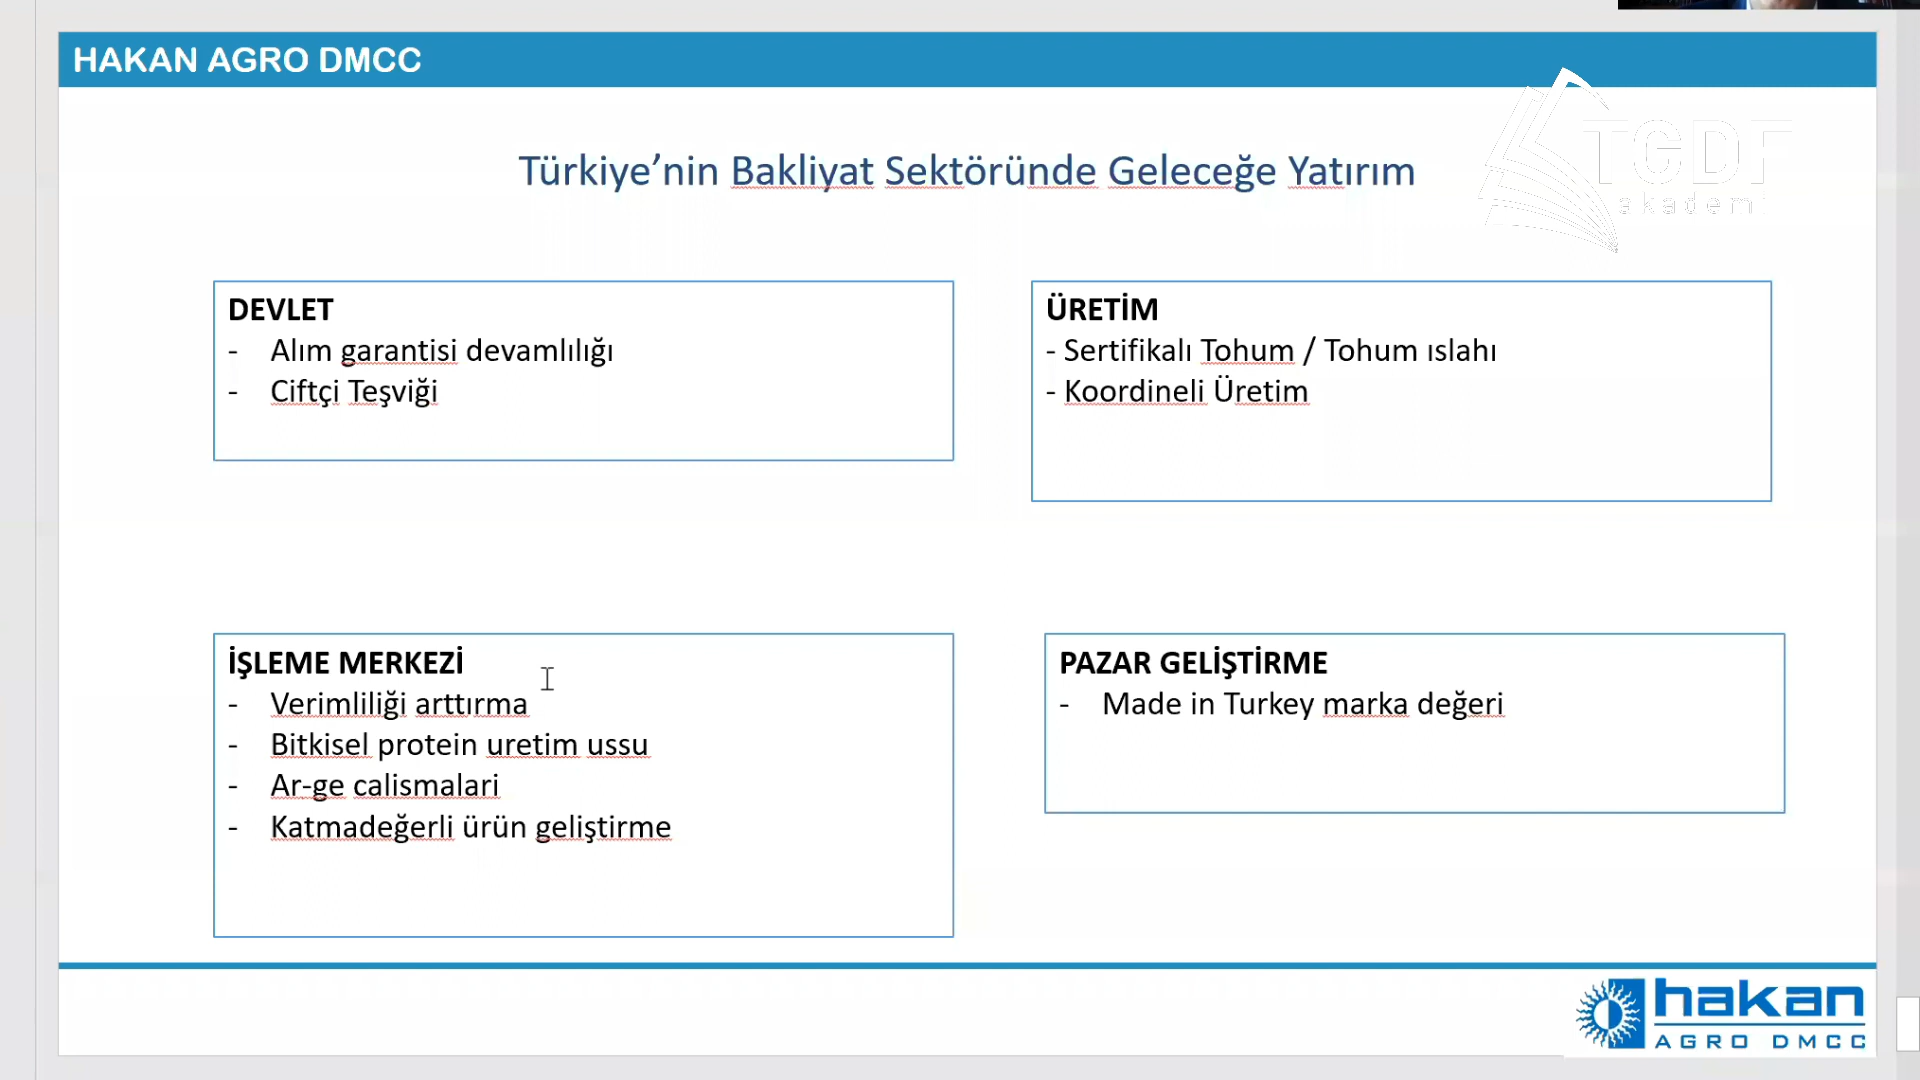 HAKAN AGRO DMCC
TGDF
akademi
Türkiye’nin Bakliyat Sektöründe Geleceğe Yatırım
DEVLET
- Alım garantisi devamlılığı
- Ciftçi Teşviği
ÜRETİM
- Sertifikalı Tohum / Tohum ıslahı
- Koordineli Üretim
İŞLEME MERKEZİ
- Verimliliği arttırma
- Bitkisel protein uretim ussu
- Ar-ge calismalari
- Katmadeğerli ürün geliştirme
PAZAR GELİŞTİRME
- Made in Turkey marka değeri
hakan
AGRO DMCC